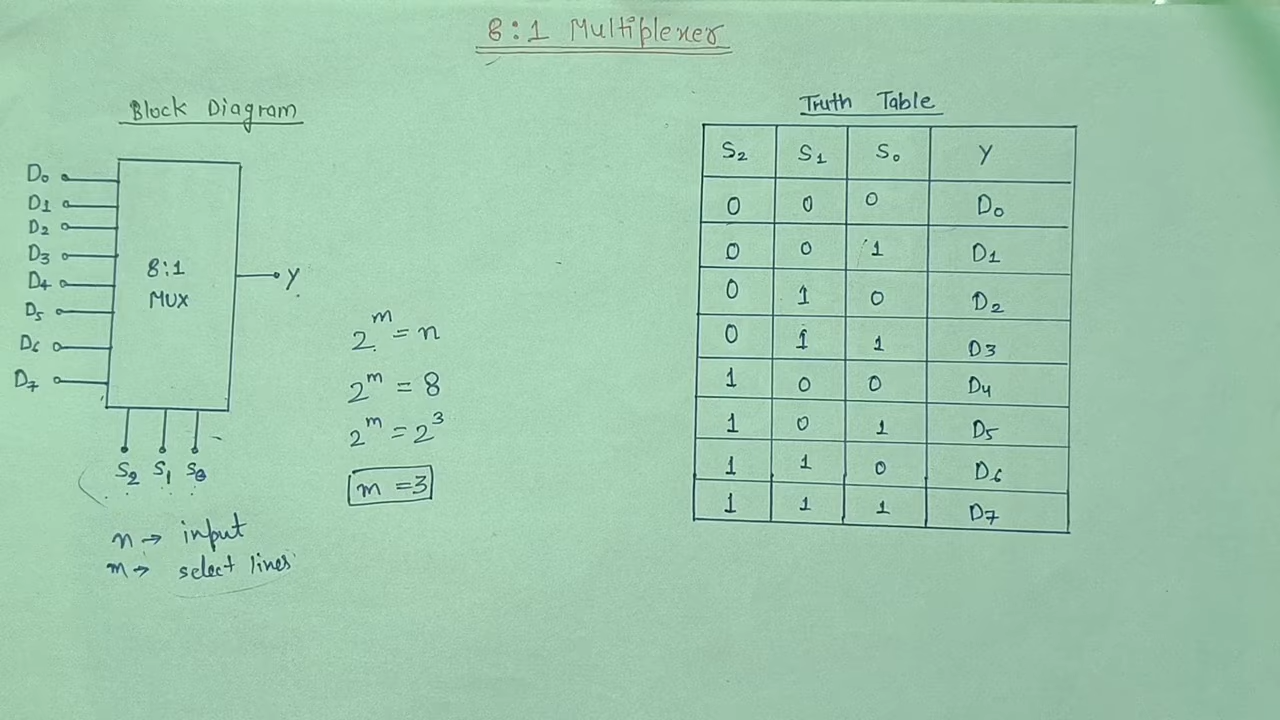 8:1 Multiplexer
Block Diagram
D₀
D1
D₂
D3
D4
D5
D6
D7
8:1
MUX
Y
S2 S1 S0
n → input
m → select lines
2^m = n
2^m = 8
2^m = 2^3
m = 3
Truth Table
S2 S1 S0 Y
0 0 0 D0
0 0 1 D1
0 1 0 D2
0 1 1 D3
1 0 0 D4
1 0 1 D5
1 1 0 D6
1 1 1 D7